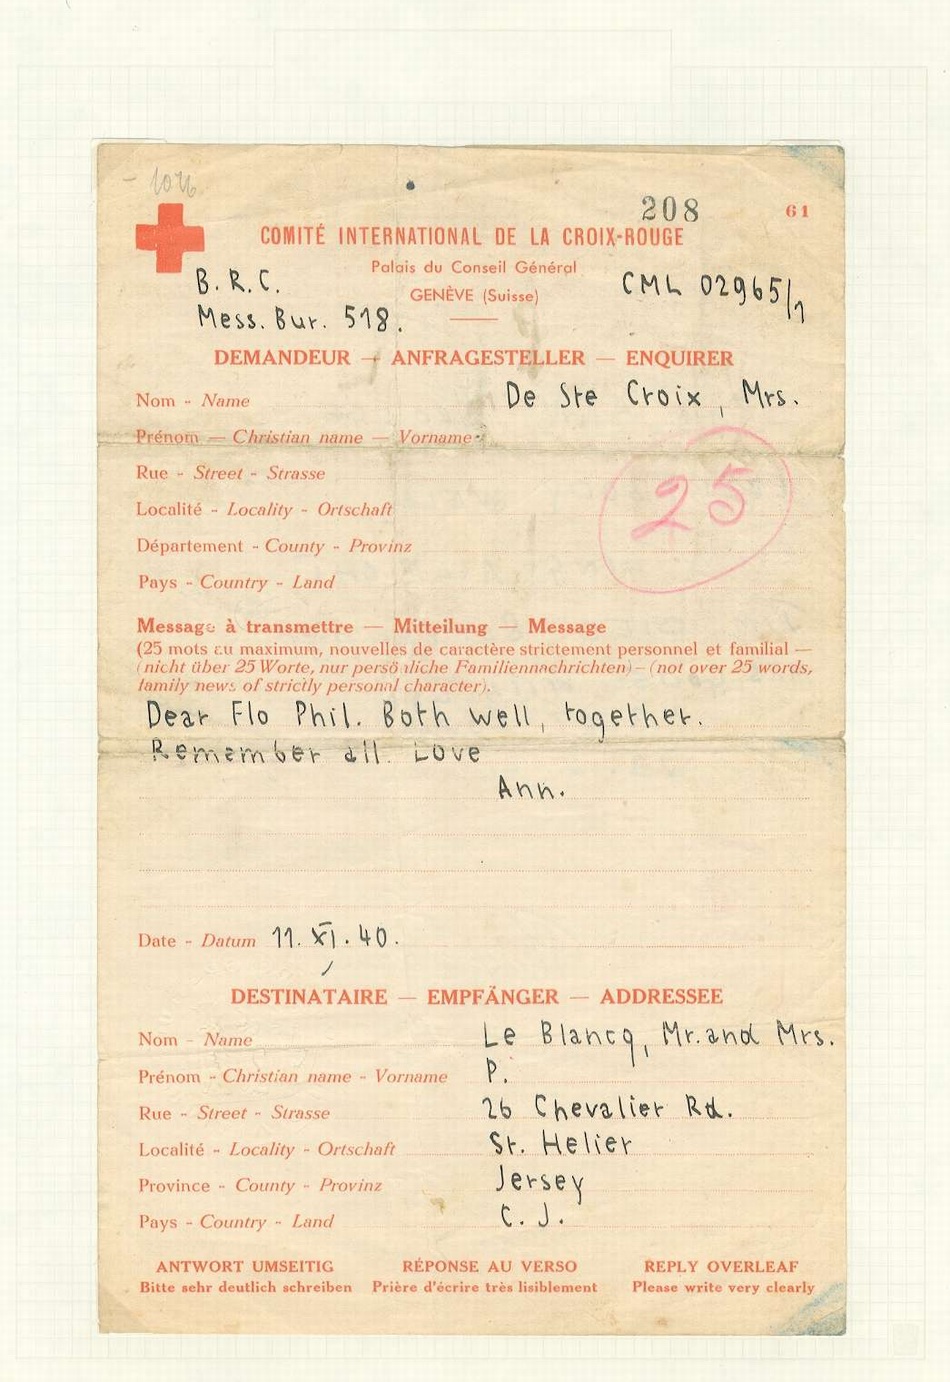 - 1026
208
61
COMITÉ INTERNATIONAL DE LA CROIX-ROUGE
Palais du Conseil Général
B. R. C.
GENÈVE (Suisse)
CML 02965/1
Mess. Bur. 518.
DEMANDEUR — ANFRAGESTELLER — ENQUIRER
Nom - Name De Ste Croix, Mrs.
Prénom — Christian name — Vorname
Rue - Street - Strasse
25
Localité - Locality - Ortschaft
Département - County - Provinz
Pays - Country - Land
Message à transmettre — Mitteilung — Message
(25 mots au maximum, nouvelles de caractère strictement personnel et familial —
(nicht über 25 Worte, nur persönliche Familiennachrichten) — (not over 25 words,
family news of strictly personal character).
Dear Flo Phil. Both well, together.
Remember all. Love
Ann.
Date - Datum 11. XI. 40.
DESTINATAIRE — EMPFÄNGER — ADDRESSEE
Nom - Name Le Blancq, Mr. and Mrs.
Prénom - Christian name - Vorname P.
Rue - Street - Strasse 26 Chevalier Rd.
Localité - Locality - Ortschaft St. Helier
Province - County - Provinz Jersey
Pays - Country - Land C. J.
ANTWORT UMSEITIG RÉPONSE AU VERSO REPLY OVERLEAF
Bitte sehr deutlich schreiben Prière d'écrire très lisiblement Please write very clearly